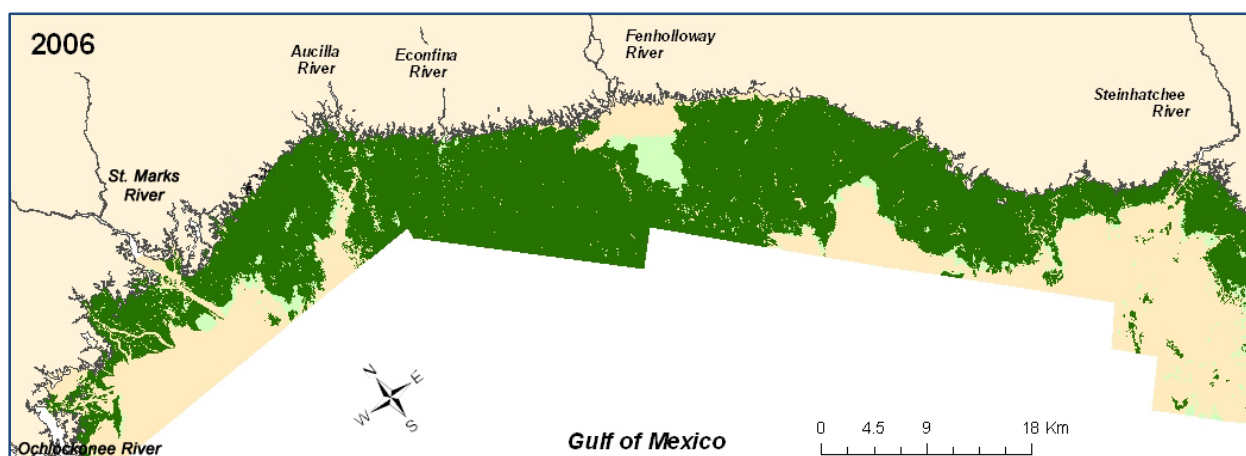 2006
Aucilla
River
Econfina
River
Fenholloway
River
Steinhatchee
River
St. Marks
River
Ochlockonee River
N
E
W
S
Gulf of Mexico
0 4.5 9 18 Km